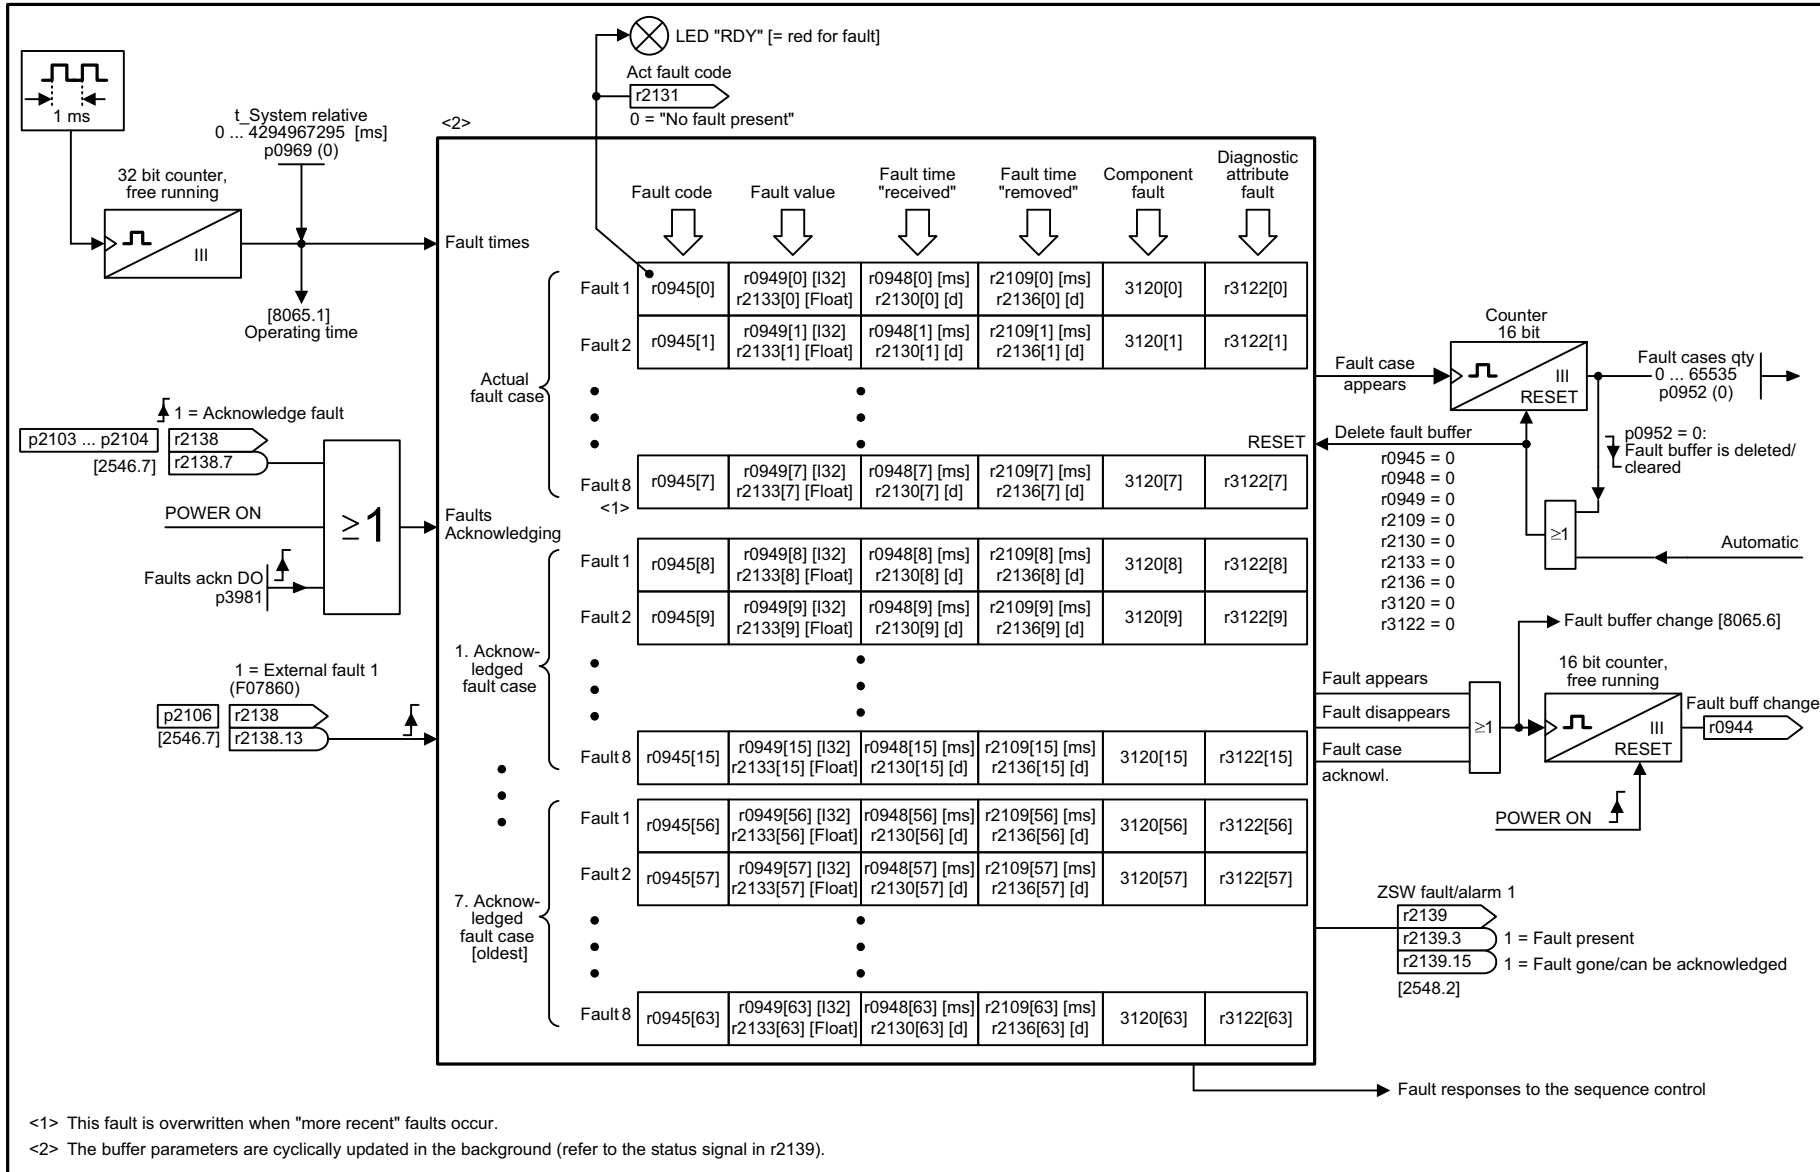 LED "RDY" [= red for fault]
Act fault code
r2131
0 = "No fault present"
1 ms
t_System relative
0 ... 4294967295 [ms]
p0969 (0)
<2>
32 bit counter,
free running
III
Fault times
[8065.1]
Operating time
Fault code
Fault value
Fault time
"received"
Fault time
"removed"
Component
fault
Diagnostic
attribute
fault
Actual
fault case
Fault 1
r0945[0]
r0949[0] [I32]
r2133[0] [Float]
r0948[0] [ms]
r2130[0] [d]
r2109[0] [ms]
r2136[0] [d]
3120[0]
r3122[0]
Fault 2
r0945[1]
r0949[1] [I32]
r2133[1] [Float]
r0948[1] [ms]
r2130[1] [d]
r2109[1] [ms]
r2136[1] [d]
3120[1]
r3122[1]
RESET
Fault 8
<1>
r0945[7]
r0949[7] [I32]
r2133[7] [Float]
r0948[7] [ms]
r2130[7] [d]
r2109[7] [ms]
r2136[7] [d]
3120[7]
r3122[7]
1 = Acknowledge fault
p2103 ... p2104
r2138
[2546.7]
r2138.7
POWER ON
≥1
Faults
Acknowledging
Faults ackn DO
p3981
1. Acknow-
ledged
fault case
Fault 1
r0945[8]
r0949[8] [I32]
r2133[8] [Float]
r0948[8] [ms]
r2130[8] [d]
r2109[8] [ms]
r2136[8] [d]
3120[8]
r3122[8]
Fault 2
r0945[9]
r0949[9] [I32]
r2133[9] [Float]
r0948[9] [ms]
r2130[9] [d]
r2109[9] [ms]
r2136[9] [d]
3120[9]
r3122[9]
Fault 8
r0945[15]
r0949[15] [I32]
r2133[15] [Float]
r0948[15] [ms]
r2130[15] [d]
r2109[15] [ms]
r2136[15] [d]
3120[15]
r3122[15]
1 = External fault 1
(F07860)
p2106
r2138
[2546.7]
r2138.13
7. Acknow-
ledged
fault case
[oldest]
Fault 1
r0945[56]
r0949[56] [I32]
r2133[56] [Float]
r0948[56] [ms]
r2130[56] [d]
r2109[56] [ms]
r2136[56] [d]
3120[56]
r3122[56]
Fault 2
r0945[57]
r0949[57] [I32]
r2133[57] [Float]
r0948[57] [ms]
r2130[57] [d]
r2109[57] [ms]
r2136[57] [d]
3120[57]
r3122[57]
Fault 8
r0945[63]
r0949[63] [I32]
r2133[63] [Float]
r0948[63] [ms]
r2130[63] [d]
r2109[63] [ms]
r2136[63] [d]
3120[63]
r3122[63]
Fault case
appears
Counter
16 bit
III
RESET
Fault cases qty
0 ... 65535
p0952 (0)
Delete fault buffer
r0945 = 0
r0948 = 0
r0949 = 0
r2109 = 0
r2130 = 0
r2133 = 0
r2136 = 0
r3120 = 0
r3122 = 0
p0952 = 0:
Fault buffer is deleted/
cleared
≥1
Automatic
Fault buffer change [8065.6]
Fault appears
Fault disappears
Fault case
acknowl.
≥1
16 bit counter,
free running
III
RESET
Fault buff change
r0944
POWER ON
ZSW fault/alarm 1
r2139
r2139.3
1 = Fault present
r2139.15
1 = Fault gone/can be acknowledged
[2548.2]
Fault responses to the sequence control
<1> This fault is overwritten when "more recent" faults occur.
<2> The buffer parameters are cyclically updated in the background (refer to the status signal in r2139).